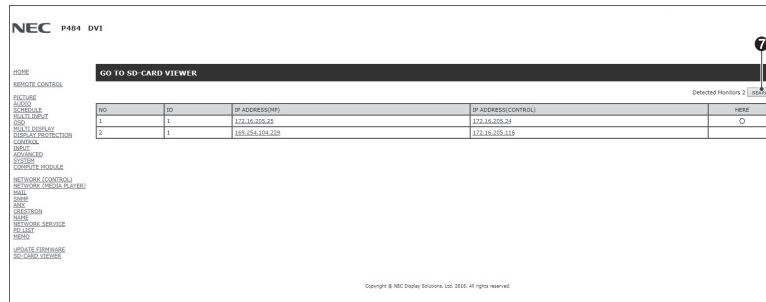 NEC P484 DVI
7
HOME
REMOTE CONTROL
PICTURE
AUDIO
SCHEDULE
MULTI INPUT
OSD
MULTI DISPLAY
DISPLAY PROTECTION
CONTROL
INPUT
ADVANCED
SYSTEM
COMPUTE MODULE
NETWORK (CONTROL)
NETWORK (MEDIA PLAYER)
MAIL
SNMP
AMX
CRESTRON
NAME
NETWORK SERVICE
PD LIST
MEMO
UPDATE FIRMWARE
SD-CARD VIEWER
GO TO SD-CARD VIEWER
Detected Monitors 2
NO ID IP ADDRESS(MP) IP ADDRESS(CONTROL) HERE
1 1 172.16.205.25 172.16.205.24 O
2 1 169.254.104.229 172.16.205.116
Copyright © NEC Display Solutions, Ltd. 2016. All rights reserved.